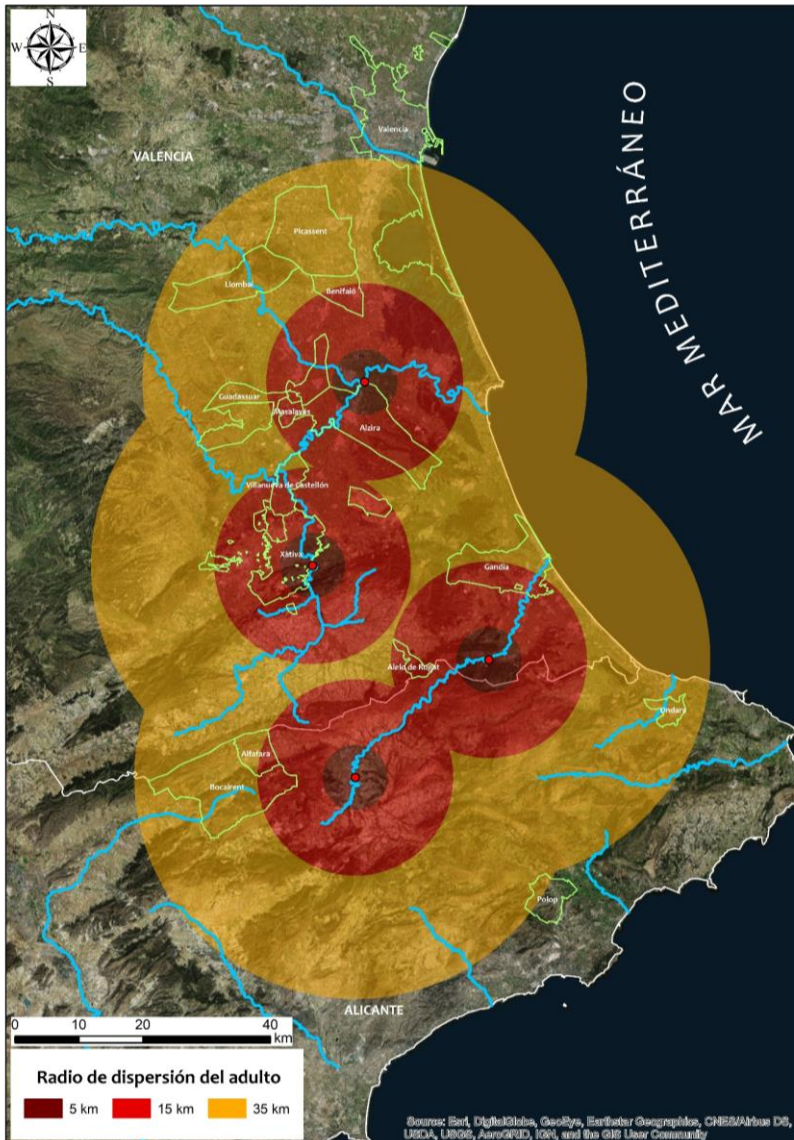 N
W E
S
Valencia
VALENCIA
MAR MEDITERRÁNEO
Picassent
Llombai
Benifaió
Guadassuar
Masalavés
Alzira
Villanueva de Castellón
Xàtiva
Gandia
Aielo de Rugat
Ondara
Alfafara
Bocairent
Polop
ALICANTE
0 10 20 40
km
Radio de dispersión del adulto
5 km 15 km 35 km
Source: Esri, DigitalGlobe, GeoEye, Earthstar Geographics, CNES/Airbus DS,
USDA, USGS, AeroGRID, IGN, and the GIS User Community